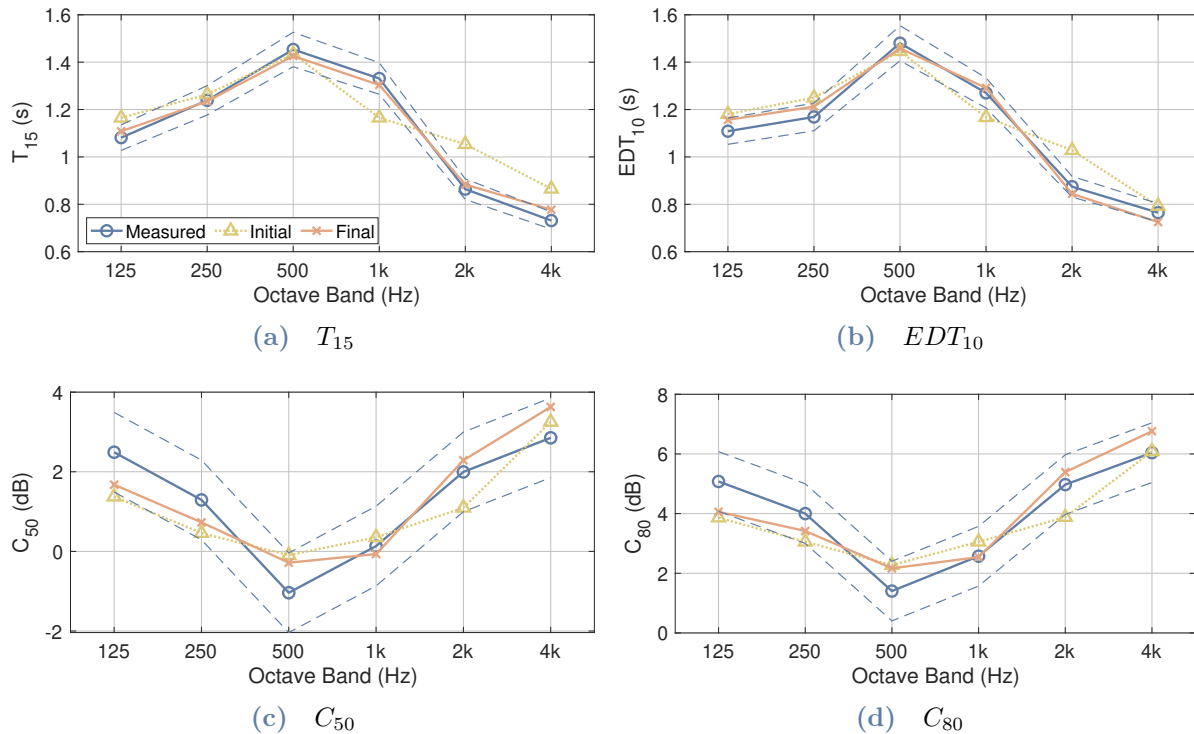 1.6
1.4
1.2
1
0.8
0.6
T15 (s)
Measured Initial Final
125 250 500 1k 2k 4k
Octave Band (Hz)
(a) T15
1.6
1.4
1.2
1
0.8
0.6
EDT10 (s)
125 250 500 1k 2k 4k
Octave Band (Hz)
(b) EDT10
4
2
0
-2
C50 (dB)
125 250 500 1k 2k 4k
Octave Band (Hz)
(c) C50
8
6
4
2
0
C80 (dB)
125 250 500 1k 2k 4k
Octave Band (Hz)
(d) C80